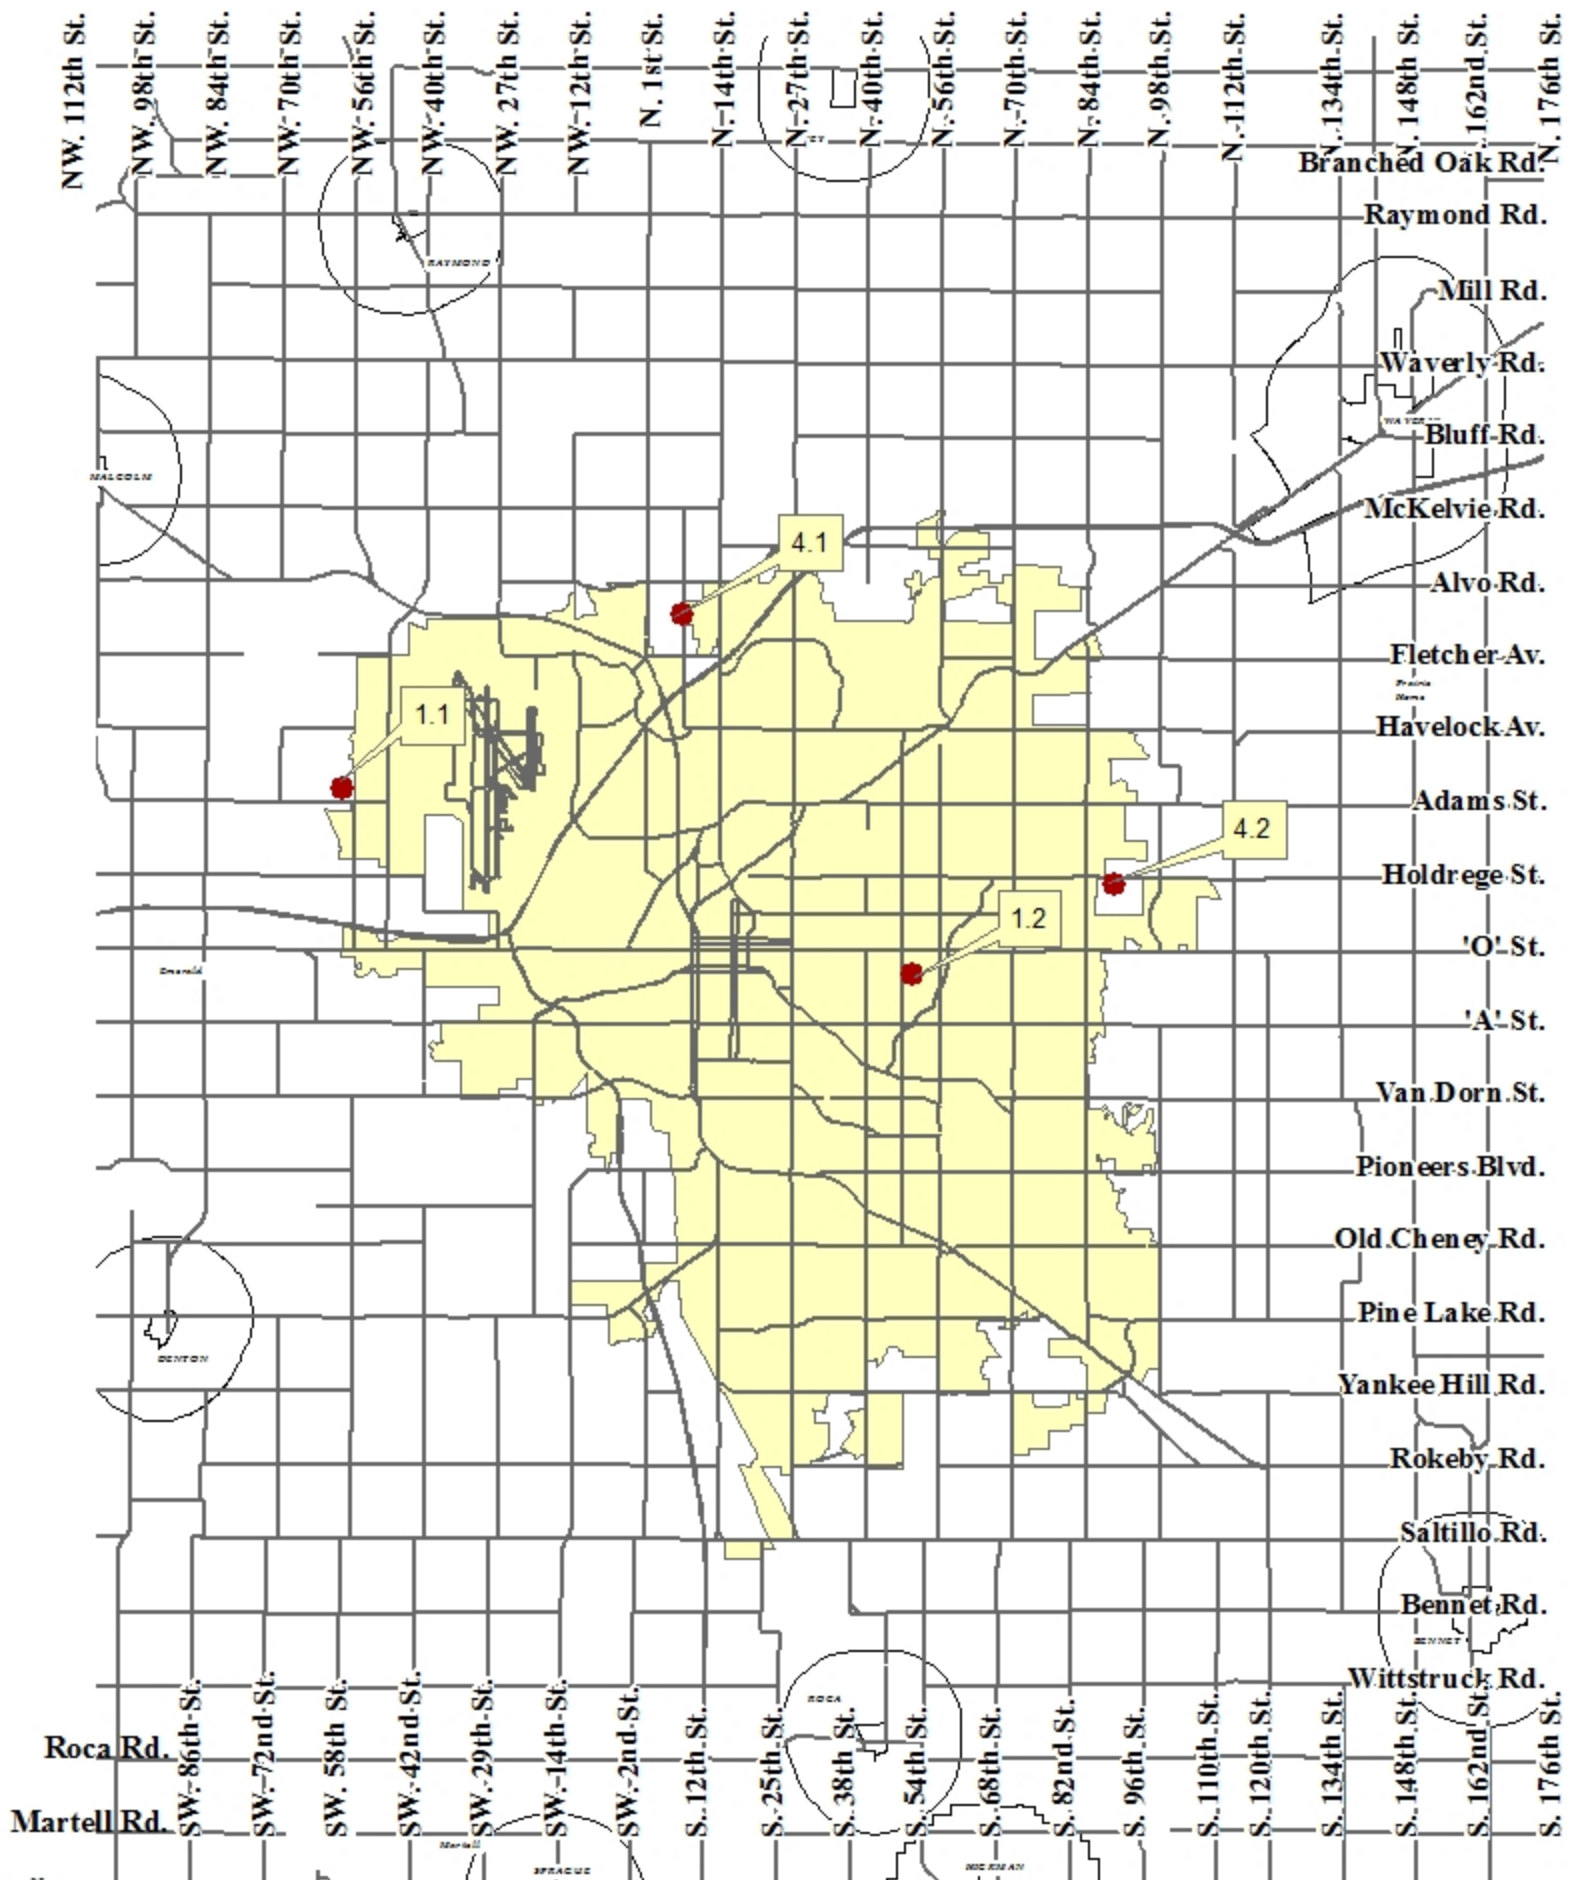 NW. 112th St.
NW. 98th St.
NW. 84th St.
NW. 70th St.
NW. 56th St.
NW. 40th St.
NW. 27th St.
NW. 12th St.
N. 1st St.
N. 14th St.
N. 27th St.
N. 40th St.
N. 56th St.
N. 70th St.
N. 84th St.
N. 98th St.
N. 112th St.
N. 134th St.
N. 148th St.
162nd St.
N. 176th St.
Branched Oak Rd.
Raymond Rd.
RAYMOND
Mill Rd.
Waverly Rd.
Bluff Rd.
MALCOLM
McKelvie Rd.
4.1
Alvo Rd.
Fletcher Av.
Prairie
Home
1.1
Havelock Av.
Adams St.
4.2
Holdrege St.
1.2
'O' St.
Emerald
'A' St.
Van Dorn St.
Pioneers Blvd.
Old Cheney Rd.
Pine Lake Rd.
DENTON
Yankee Hill Rd.
Rokeby Rd.
Saltillo Rd.
Bennet Rd.
BENNET
Wittstruck Rd.
ROCA
Roca Rd.
Martell Rd.
SW. 86th St.
SW. 72nd St.
SW. 58th St.
SW. 42nd St.
SW. 29th St.
SW. 14th St.
SW. 2nd St.
S. 12th St.
S. 25th St.
S. 38th St.
S. 54th St.
S. 68th St.
S. 82nd St.
S. 96th St.
S. 110th St.
S. 120th St.
S. 134th St.
S. 148th St.
S. 162nd St.
S. 176th St.
Martell
SPRAGUE
HICKMAN